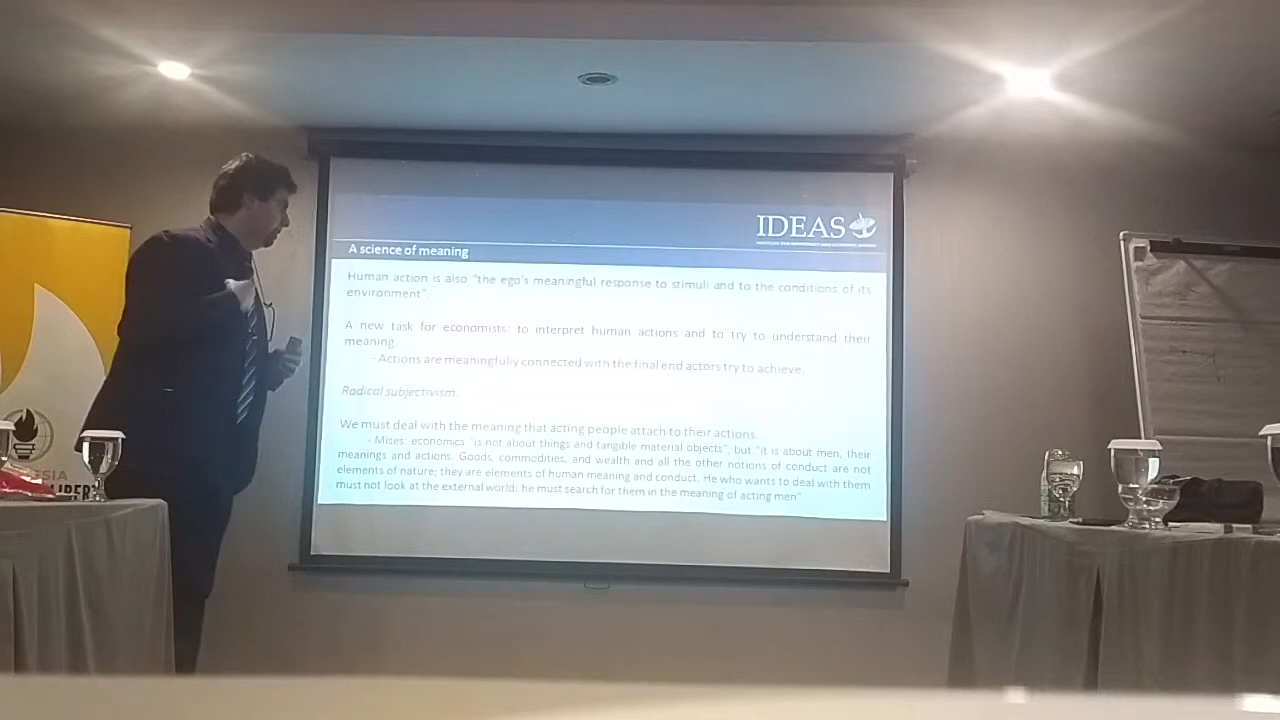 IDEAS
INSTITUTE FOR DEMOCRACY AND ECONOMIC AFFAIRS
A science of meaning
Human action is also "the ego's meaningful response to stimuli and to the conditions of its
environment".
A new task for economists: to interpret human actions and to try to understand their
meaning.
- Actions are meaningfully connected with the final end actors try to achieve.
Radical subjectivism.
We must deal with the meaning that acting people attach to their actions.
- Mises: economics "is not about things and tangible material objects", but "it is about men, their
meanings and actions. Goods, commodities, and wealth and all the other notions of conduct are not
elements of nature; they are elements of human meaning and conduct. He who wants to deal with them
must not look at the external world; he must search for them in the meaning of acting men"